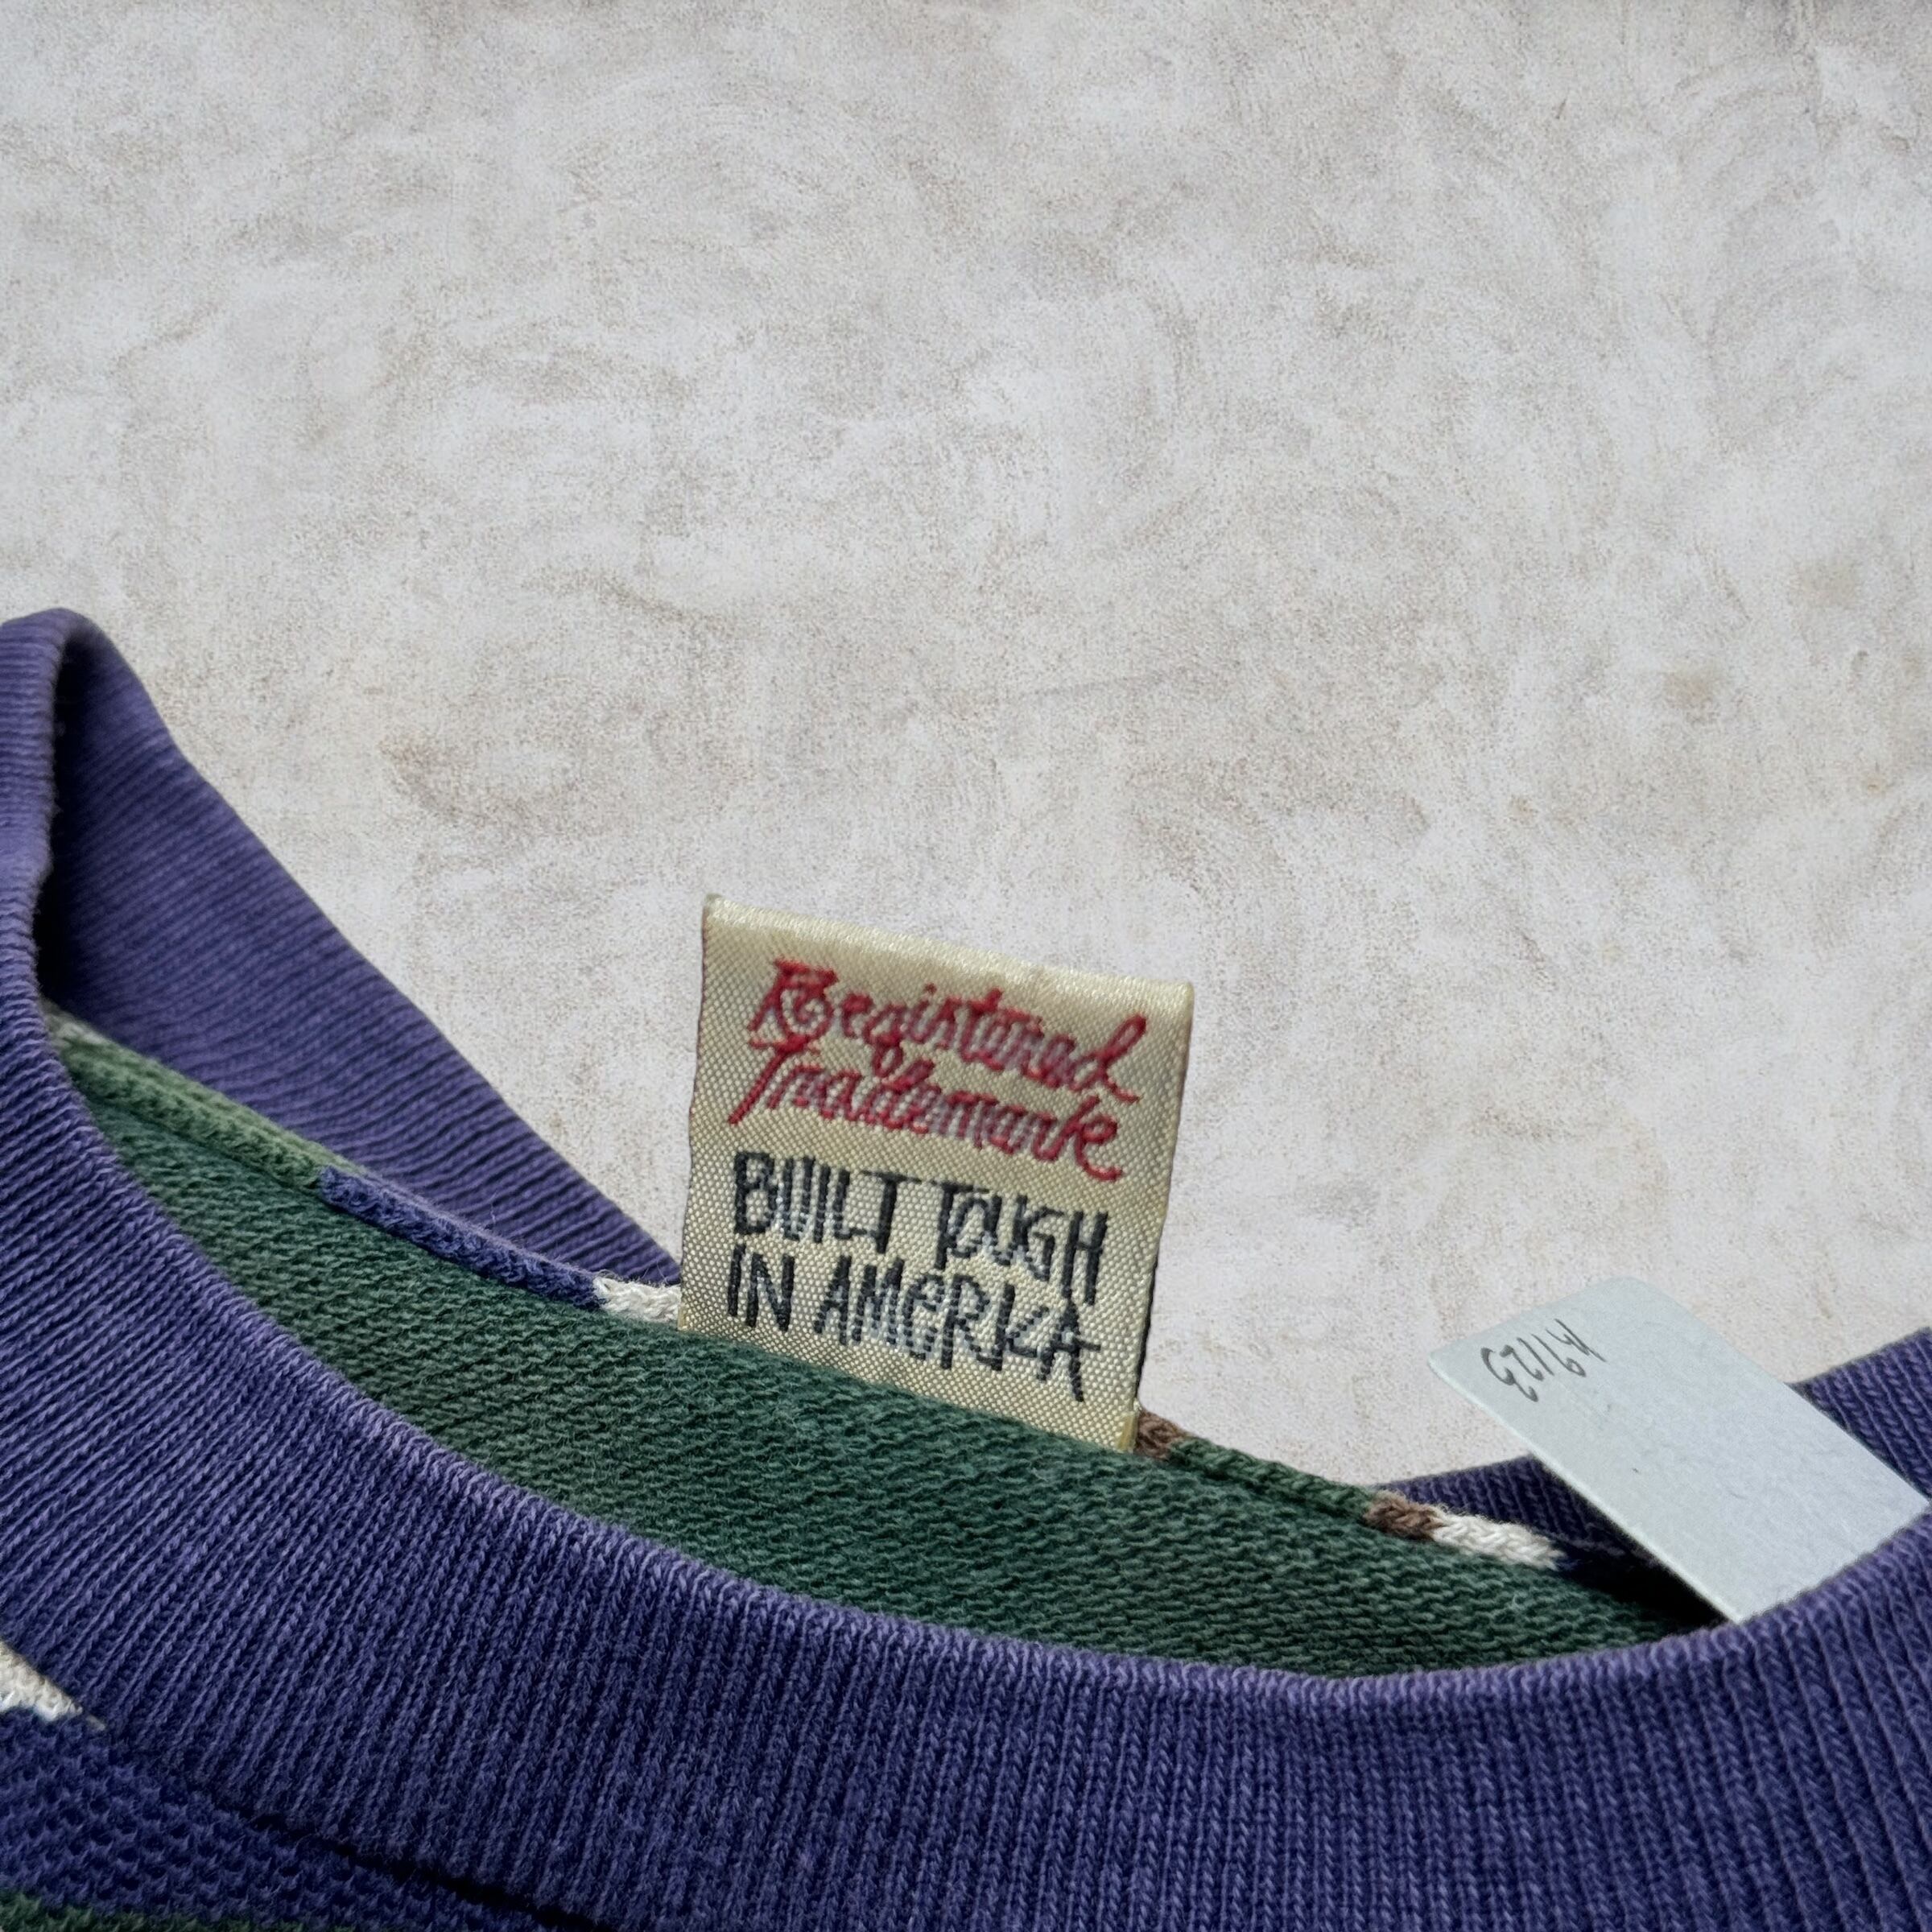 Registered
Trademark
BUILT TOUGH
IN AMERICA